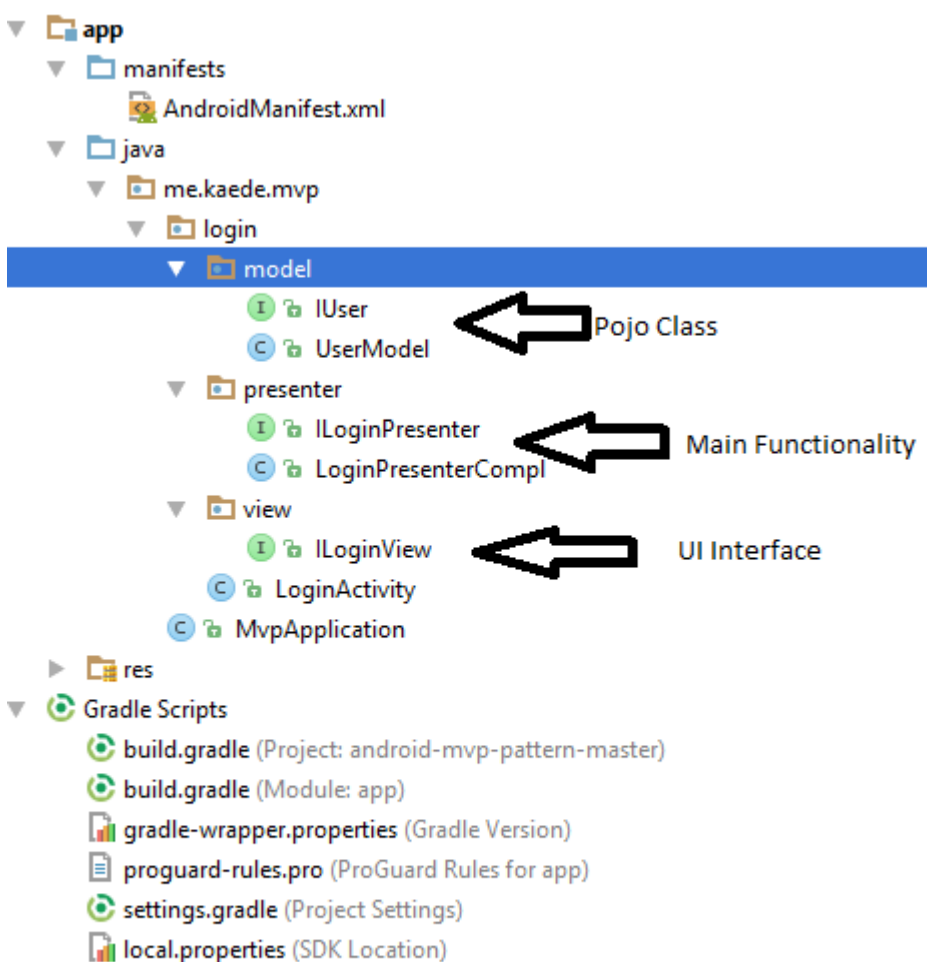 app
manifests
AndroidManifest.xml
java
me.kaede.mvp
login
model
IUser
Pojo Class
UserModel
presenter
ILoginPresenter
Main Functionality
LoginPresenterCompl
view
ILoginView
UI Interface
LoginActivity
MvpApplication
res
Gradle Scripts
build.gradle (Project: android-mvp-pattern-master)
build.gradle (Module: app)
gradle-wrapper.properties (Gradle Version)
proguard-rules.pro (ProGuard Rules for app)
settings.gradle (Project Settings)
local.properties (SDK Location)